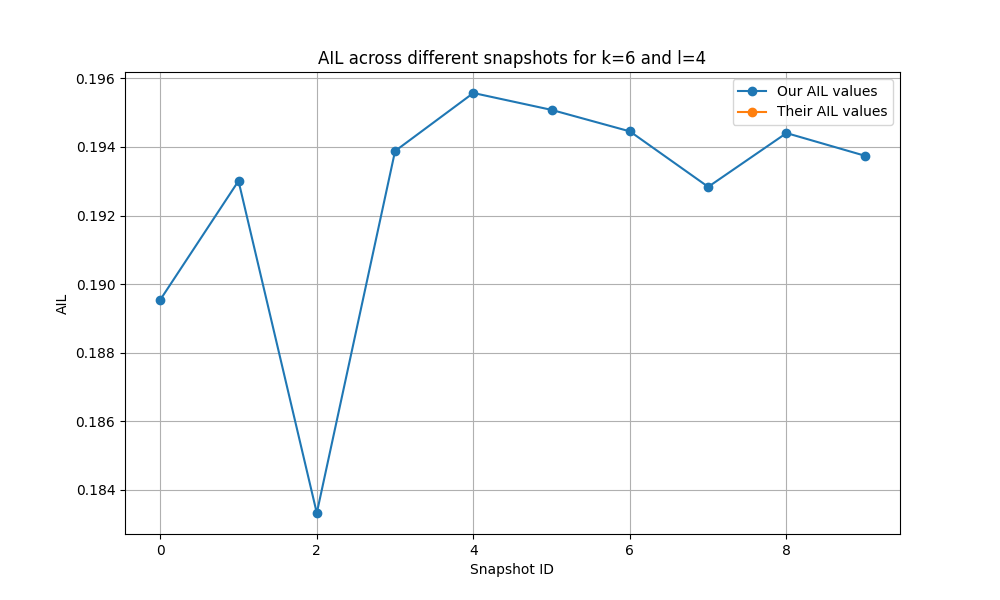 AIL across different snapshots for k=6 and l=4
Our AIL values
Their AIL values
0.196
0.194
0.192
0.190
0.188
0.186
0.184
AIL
0
2
4
6
8
Snapshot ID